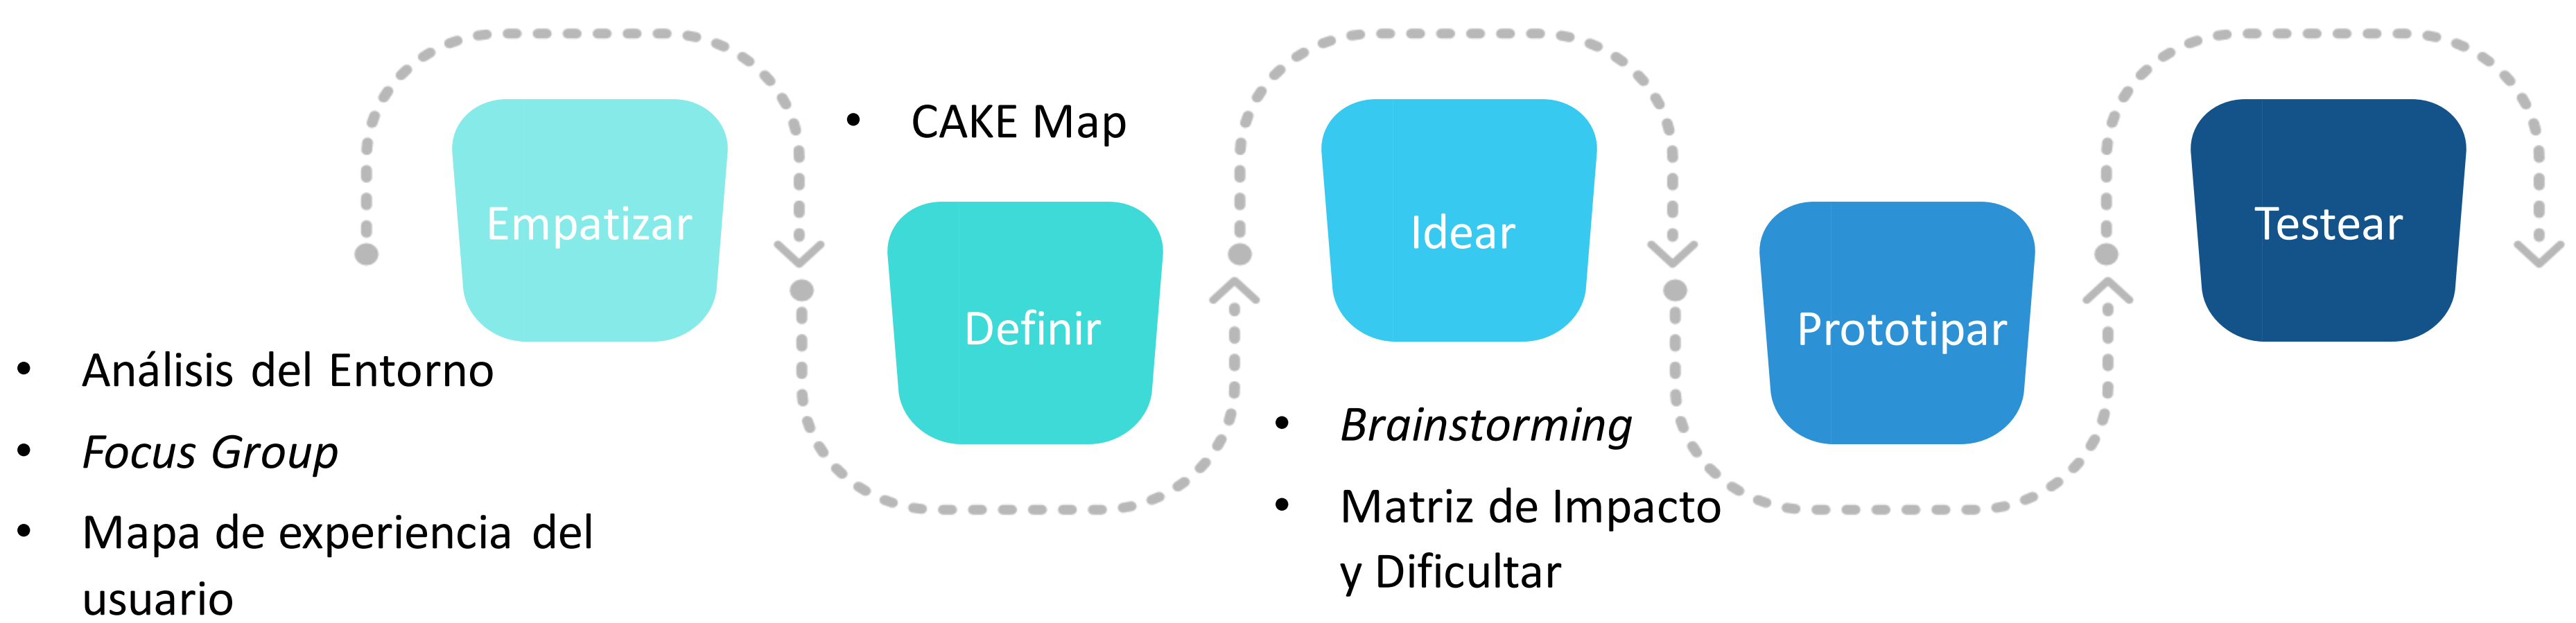 Empatizar
• Análisis del Entorno
• Focus Group
• Mapa de experiencia del
usuario
• CAKE Map
Definir
Idear
• Brainstorming
• Matriz de Impacto
y Dificultar
Prototipar
Testear